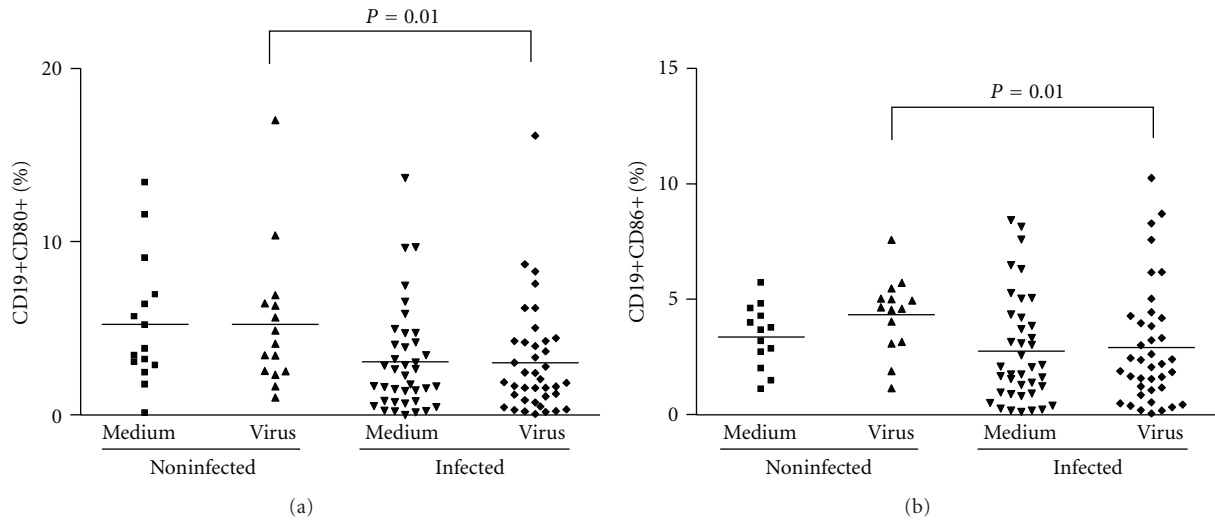 P = 0.01
20
10
0
CD19+CD80+ (%)
Medium
Virus
Medium
Virus
Noninfected
Infected
(a)
P = 0.01
15
10
5
0
CD19+CD86+ (%)
Medium
Virus
Medium
Virus
Noninfected
Infected
(b)